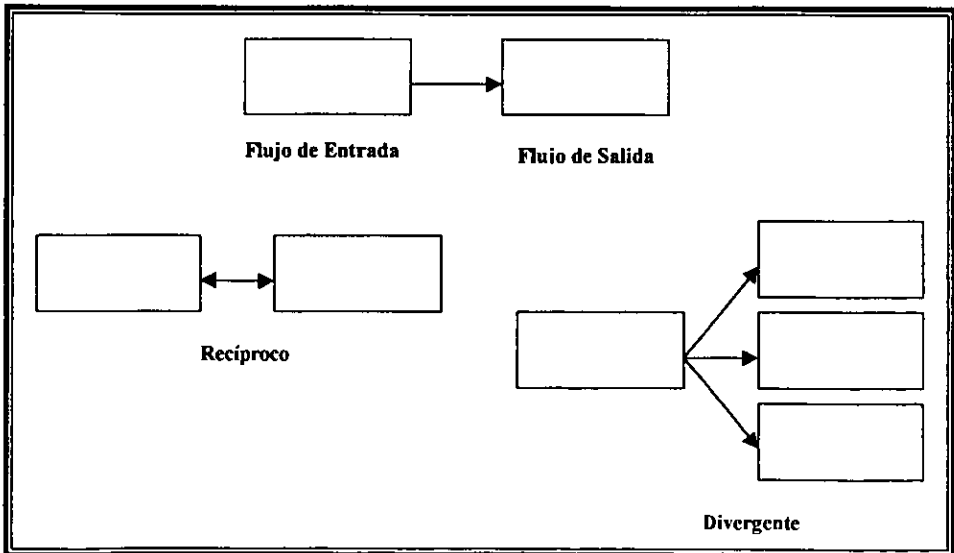 Flujo de Entrada
Flujo de Salida
Recíproco
Divergente